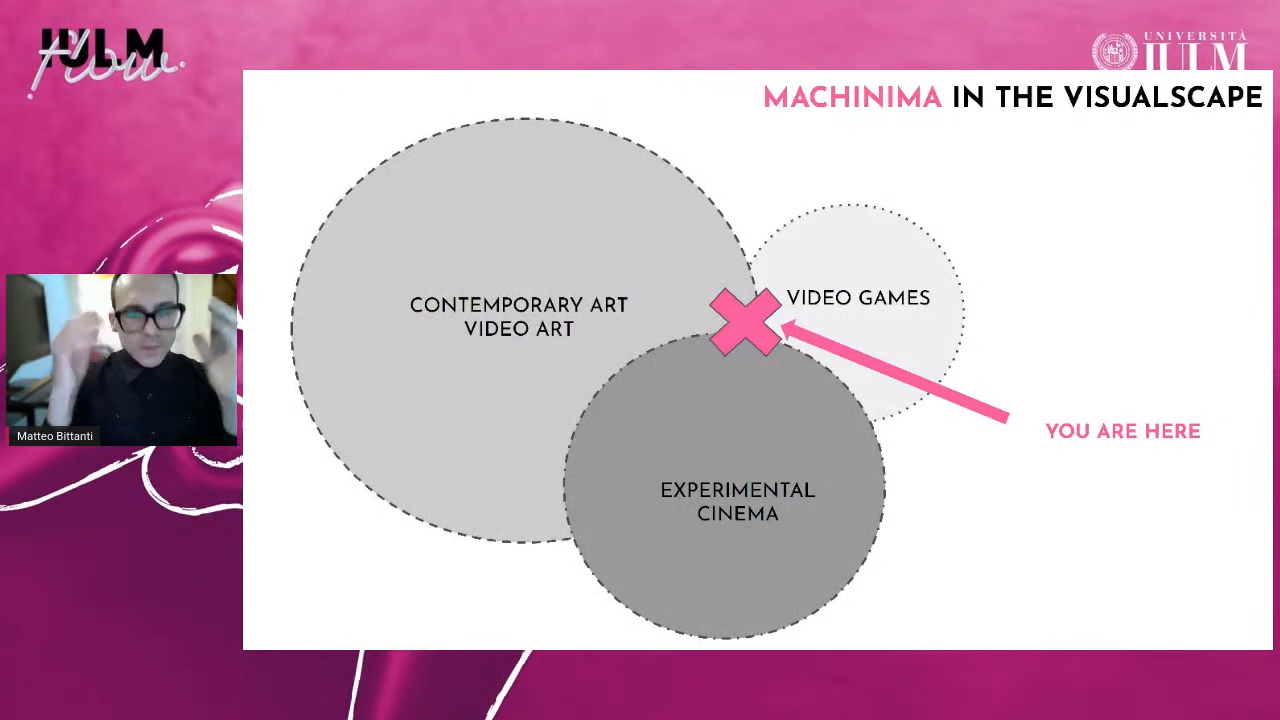 IULM
flow.
UNIVERSITÀ
IULM
MACHINIMA IN THE VISUALSCAPE
CONTEMPORARY ART
VIDEO ART
VIDEO GAMES
YOU ARE HERE
EXPERIMENTAL
CINEMA
Matteo Bittanti